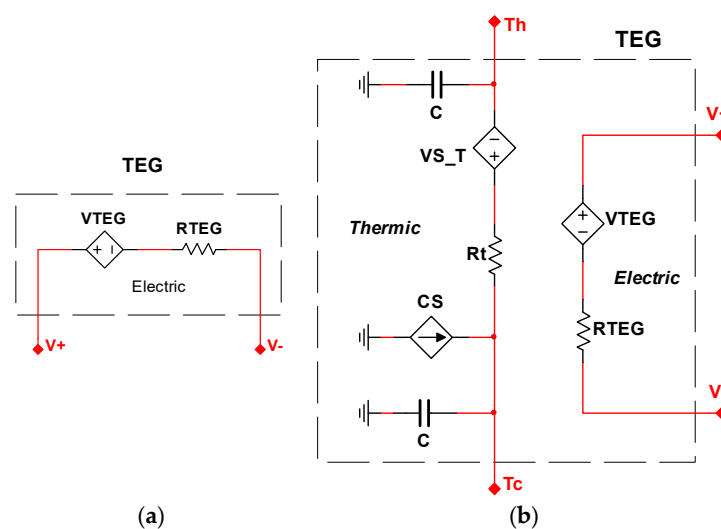 TEG
VTEG
RTEG
+ -
Electric
V+
V-
(a)
Th
TEG
C
VS_T
-
+
Thermic
Rt
CS
C
Tc
V+
+
-
VTEG
Electric
RTEG
V
(b)